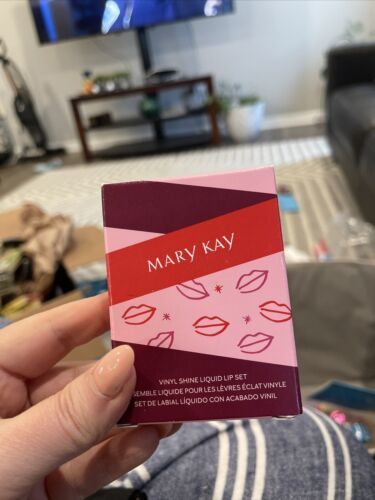 MARY KAY
VINYL SHINE LIQUID LIP SET
SEMBLE LIQUIDE POUR LES LÈVRES ÉCLAT VINYLE
SET DE LABIAL LÍQUIDO CON ACABADO VINIL